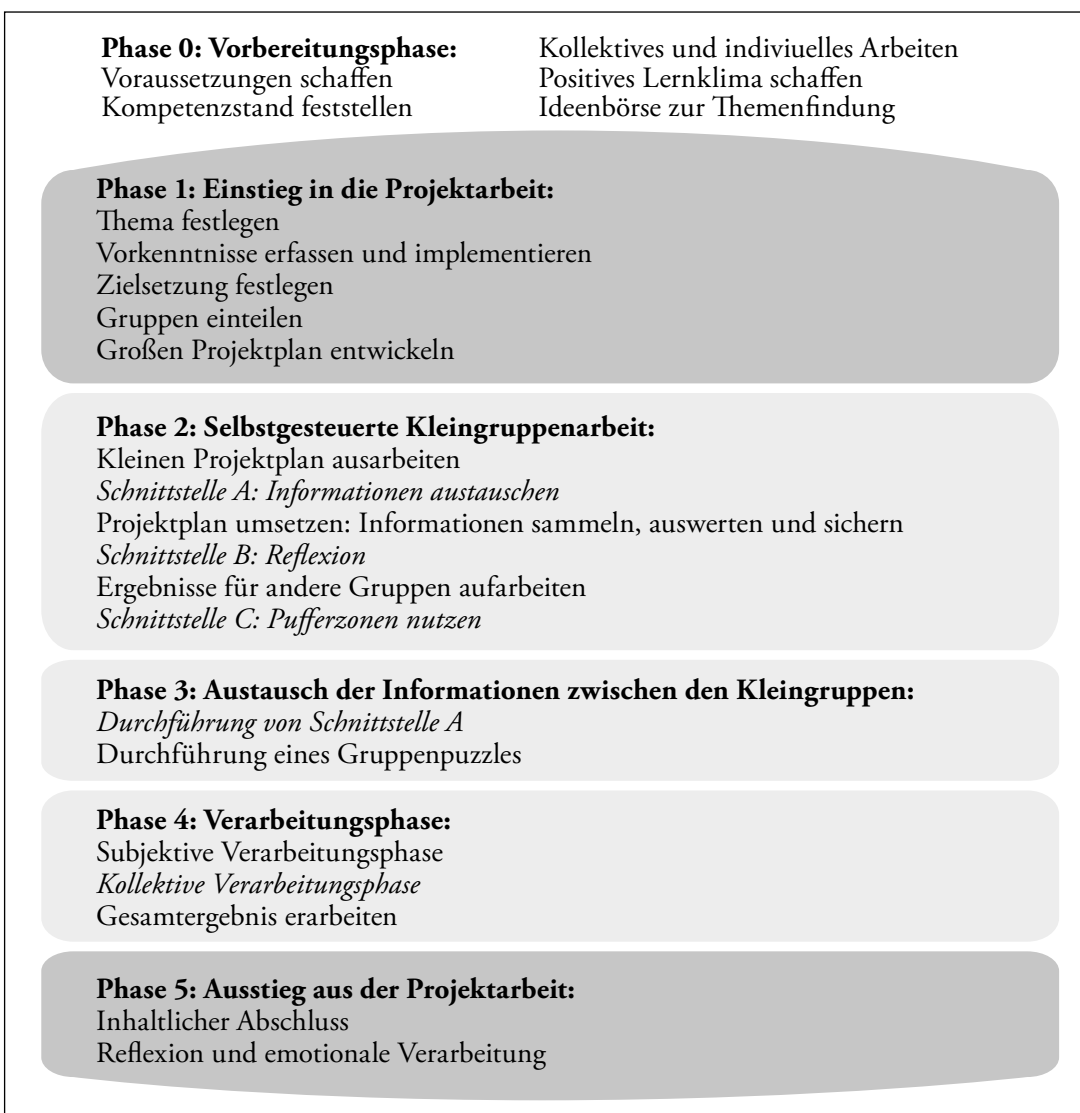 Phase 0: Vorbereitungsphase:
Voraussetzungen schaffen
Kompetenzstand feststellen
Kollektives und indiviuelles Arbeiten
Positives Lernklima schaffen
Ideenbörse zur Themenfindung
Phase 1: Einstieg in die Projektarbeit:
Thema festlegen
Vorkenntnisse erfassen und implementieren
Zielsetzung festlegen
Gruppen einteilen
Großen Projektplan entwickeln
Phase 2: Selbstgesteuerte Kleingruppenarbeit:
Kleinen Projektplan ausarbeiten
Schnittstelle A: Informationen austauschen
Projektplan umsetzen: Informationen sammeln, auswerten und sichern
Schnittstelle B: Reflexion
Ergebnisse für andere Gruppen aufarbeiten
Schnittstelle C: Pufferzonen nutzen
Phase 3: Austausch der Informationen zwischen den Kleingruppen:
Durchführung von Schnittstelle A
Durchführung eines Gruppenpuzzles
Phase 4: Verarbeitungsphase:
Subjektive Verarbeitungsphase
Kollektive Verarbeitungsphase
Gesamtergebnis erarbeiten
Phase 5: Ausstieg aus der Projektarbeit:
Inhaltlicher Abschluss
Reflexion und emotionale Verarbeitung